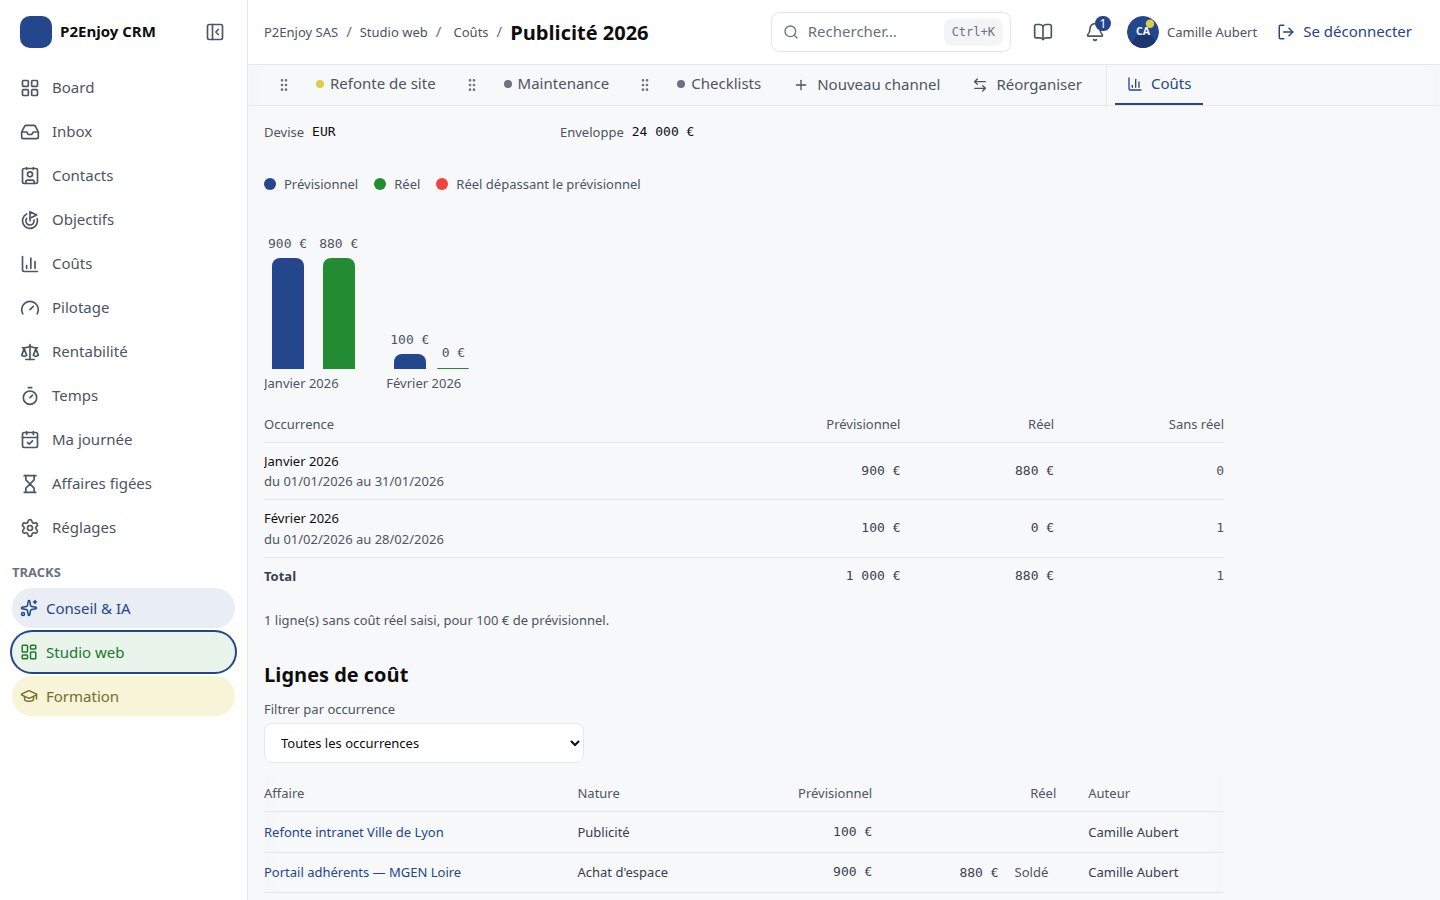 P2Enjoy CRM
Board
Inbox
Contacts
Objectifs
Coûts
Pilotage
Rentabilité
Temps
Ma journée
Affaires figées
Réglages
TRACKS
Conseil & IA
Studio web
Formation
P2Enjoy SAS / Studio web / Coûts / Publicité 2026
Rechercher... Ctrl+K
1
CA Camille Aubert
Se déconnecter
Refonte de site
Maintenance
Checklists
Nouveau channel
Réorganiser
Coûts
Devise EUR
Enveloppe 24 000 €
Prévisionnel Réel Réel dépassant le prévisionnel
900 € 880 €
100 € 0 €
Janvier 2026 Février 2026
Occurrence Prévisionnel Réel Sans réel
Janvier 2026
du 01/01/2026 au 31/01/2026 900 € 880 € 0
Février 2026
du 01/02/2026 au 28/02/2026 100 € 0 € 1
Total 1 000 € 880 € 1
1 ligne(s) sans coût réel saisi, pour 100 € de prévisionnel.
Lignes de coût
Filtrer par occurrence
Toutes les occurrences
Affaire Nature Prévisionnel Réel Auteur
Refonte intranet Ville de Lyon Publicité 100 € Camille Aubert
Portail adhérents — MGEN Loire Achat d'espace 900 € 880 € Soldé Camille Aubert